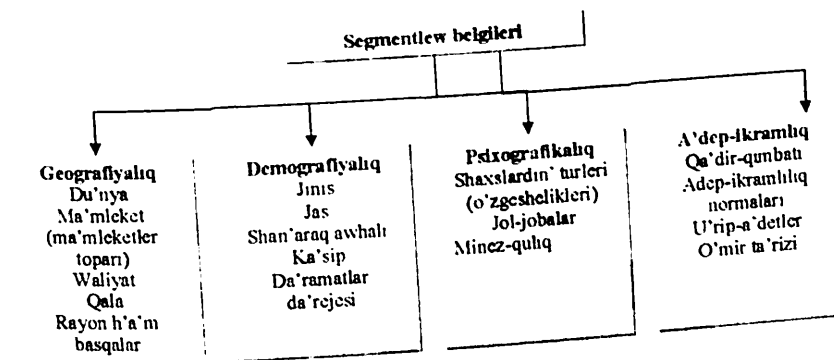 Segmentlew belgileri
Geografiyalıq
Du'nya
Ma'mleket
(ma'mleketler
toparı)
Waliyat
Qala
Rayon h'a'm
basqalar
Demografiyalıq
Jınıs
Jas
Shan'araq awhalı
Ka'sip
Da'ramatlar
da'rejesi
Psixografikalıq
Shaxslardın' turleri
(o'zgeshelikleri)
Jol-jobalar
Minez-qulıq
A'dep-ikramlıq
Qa'dir-qunbatı
Adep-ikramlılıq
normaları
U'rip-a'detler
O'mir ta'rizi